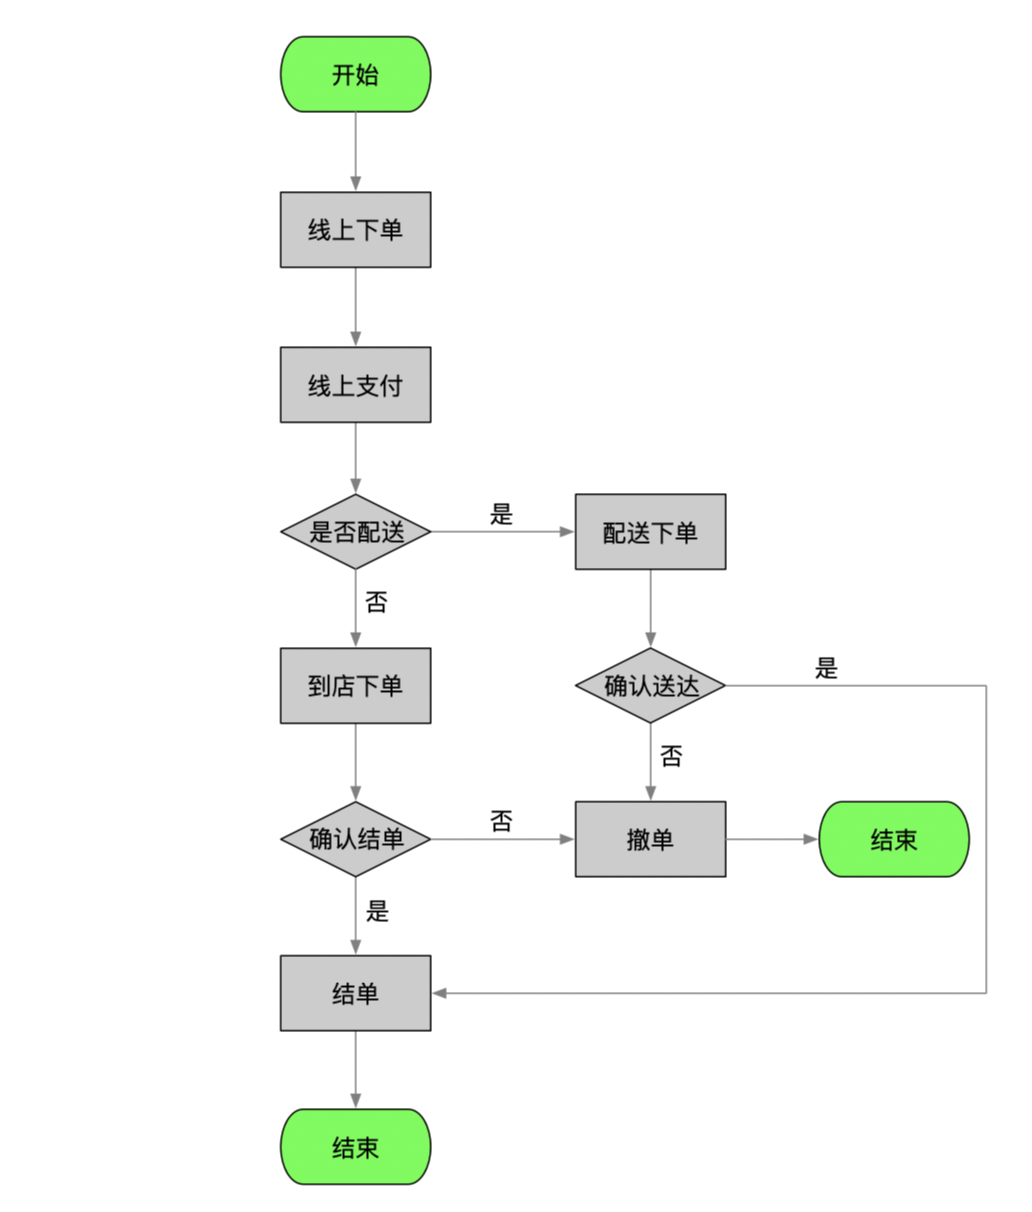 开始
线上下单
线上支付
是否配送
是
配送下单
否
到店下单
确认送达
是
否
确认结单
否
撤单
结束
是
结单
结束